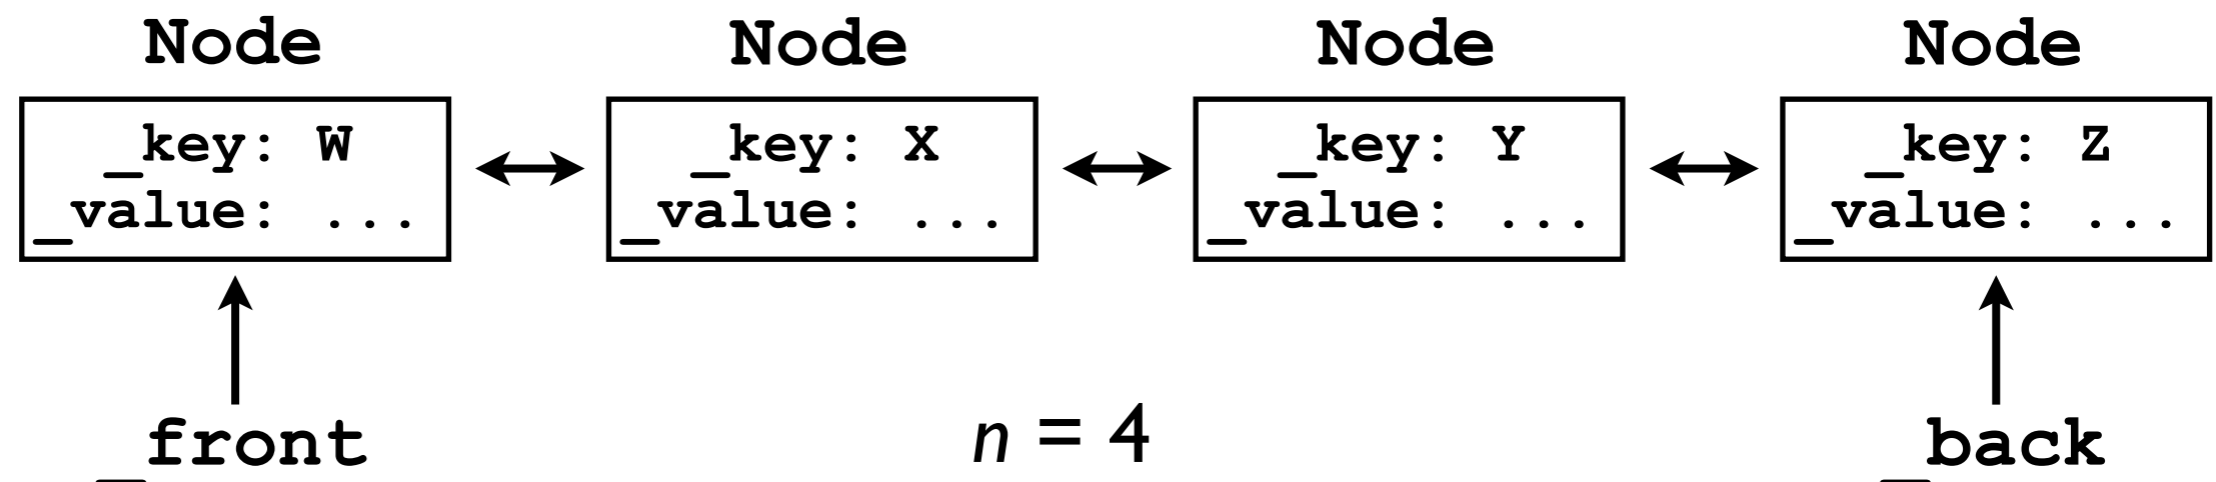 Node Node Node Node
_key: W _key: X _key: Y _key: Z
_value: ... _value: ... _value: ... _value: ...
_front n = 4 _back